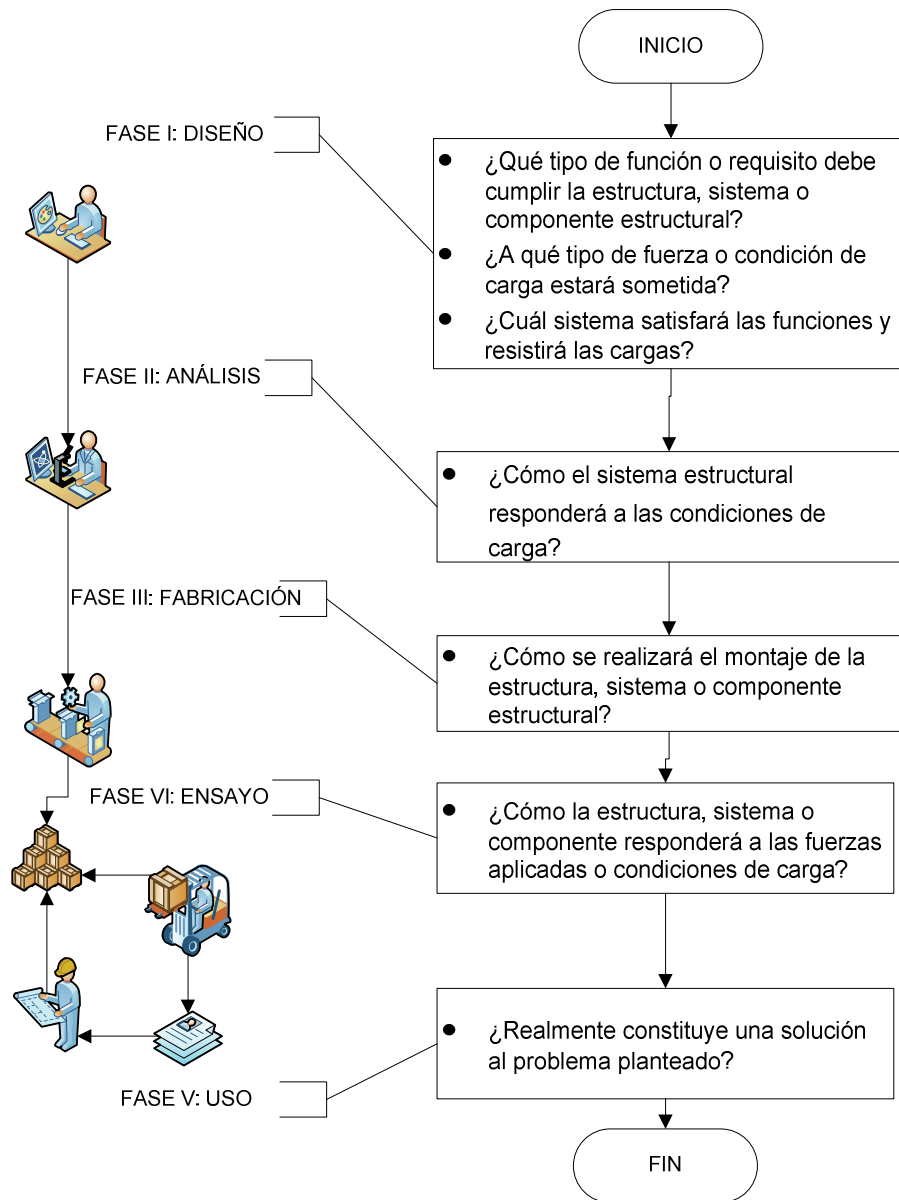 INICIO
FASE I: DISEÑO
• ¿Qué tipo de función o requisito debe
cumplir la estructura, sistema o
componente estructural?
• ¿A qué tipo de fuerza o condición de
carga estará sometida?
• ¿Cuál sistema satisfará las funciones y
resistirá las cargas?
FASE II: ANÁLISIS
• ¿Cómo el sistema estructural
responderá a las condiciones de
carga?
FASE III: FABRICACIÓN
• ¿Cómo se realizará el montaje de la
estructura, sistema o componente
estructural?
FASE VI: ENSAYO
• ¿Cómo la estructura, sistema o
componente responderá a las fuerzas
aplicadas o condiciones de carga?
• ¿Realmente constituye una solución
al problema planteado?
FASE V: USO
FIN